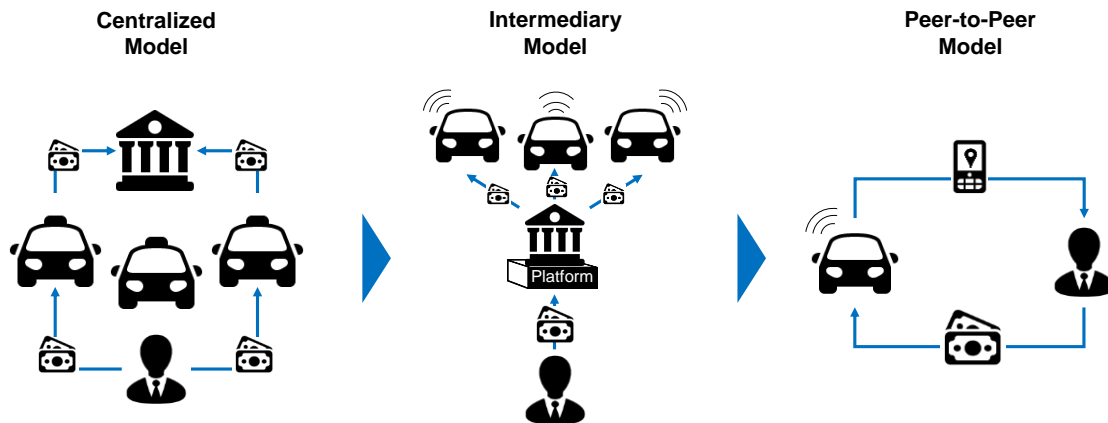 Centralized
Model
Intermediary
Model
Peer-to-Peer
Model
Platform